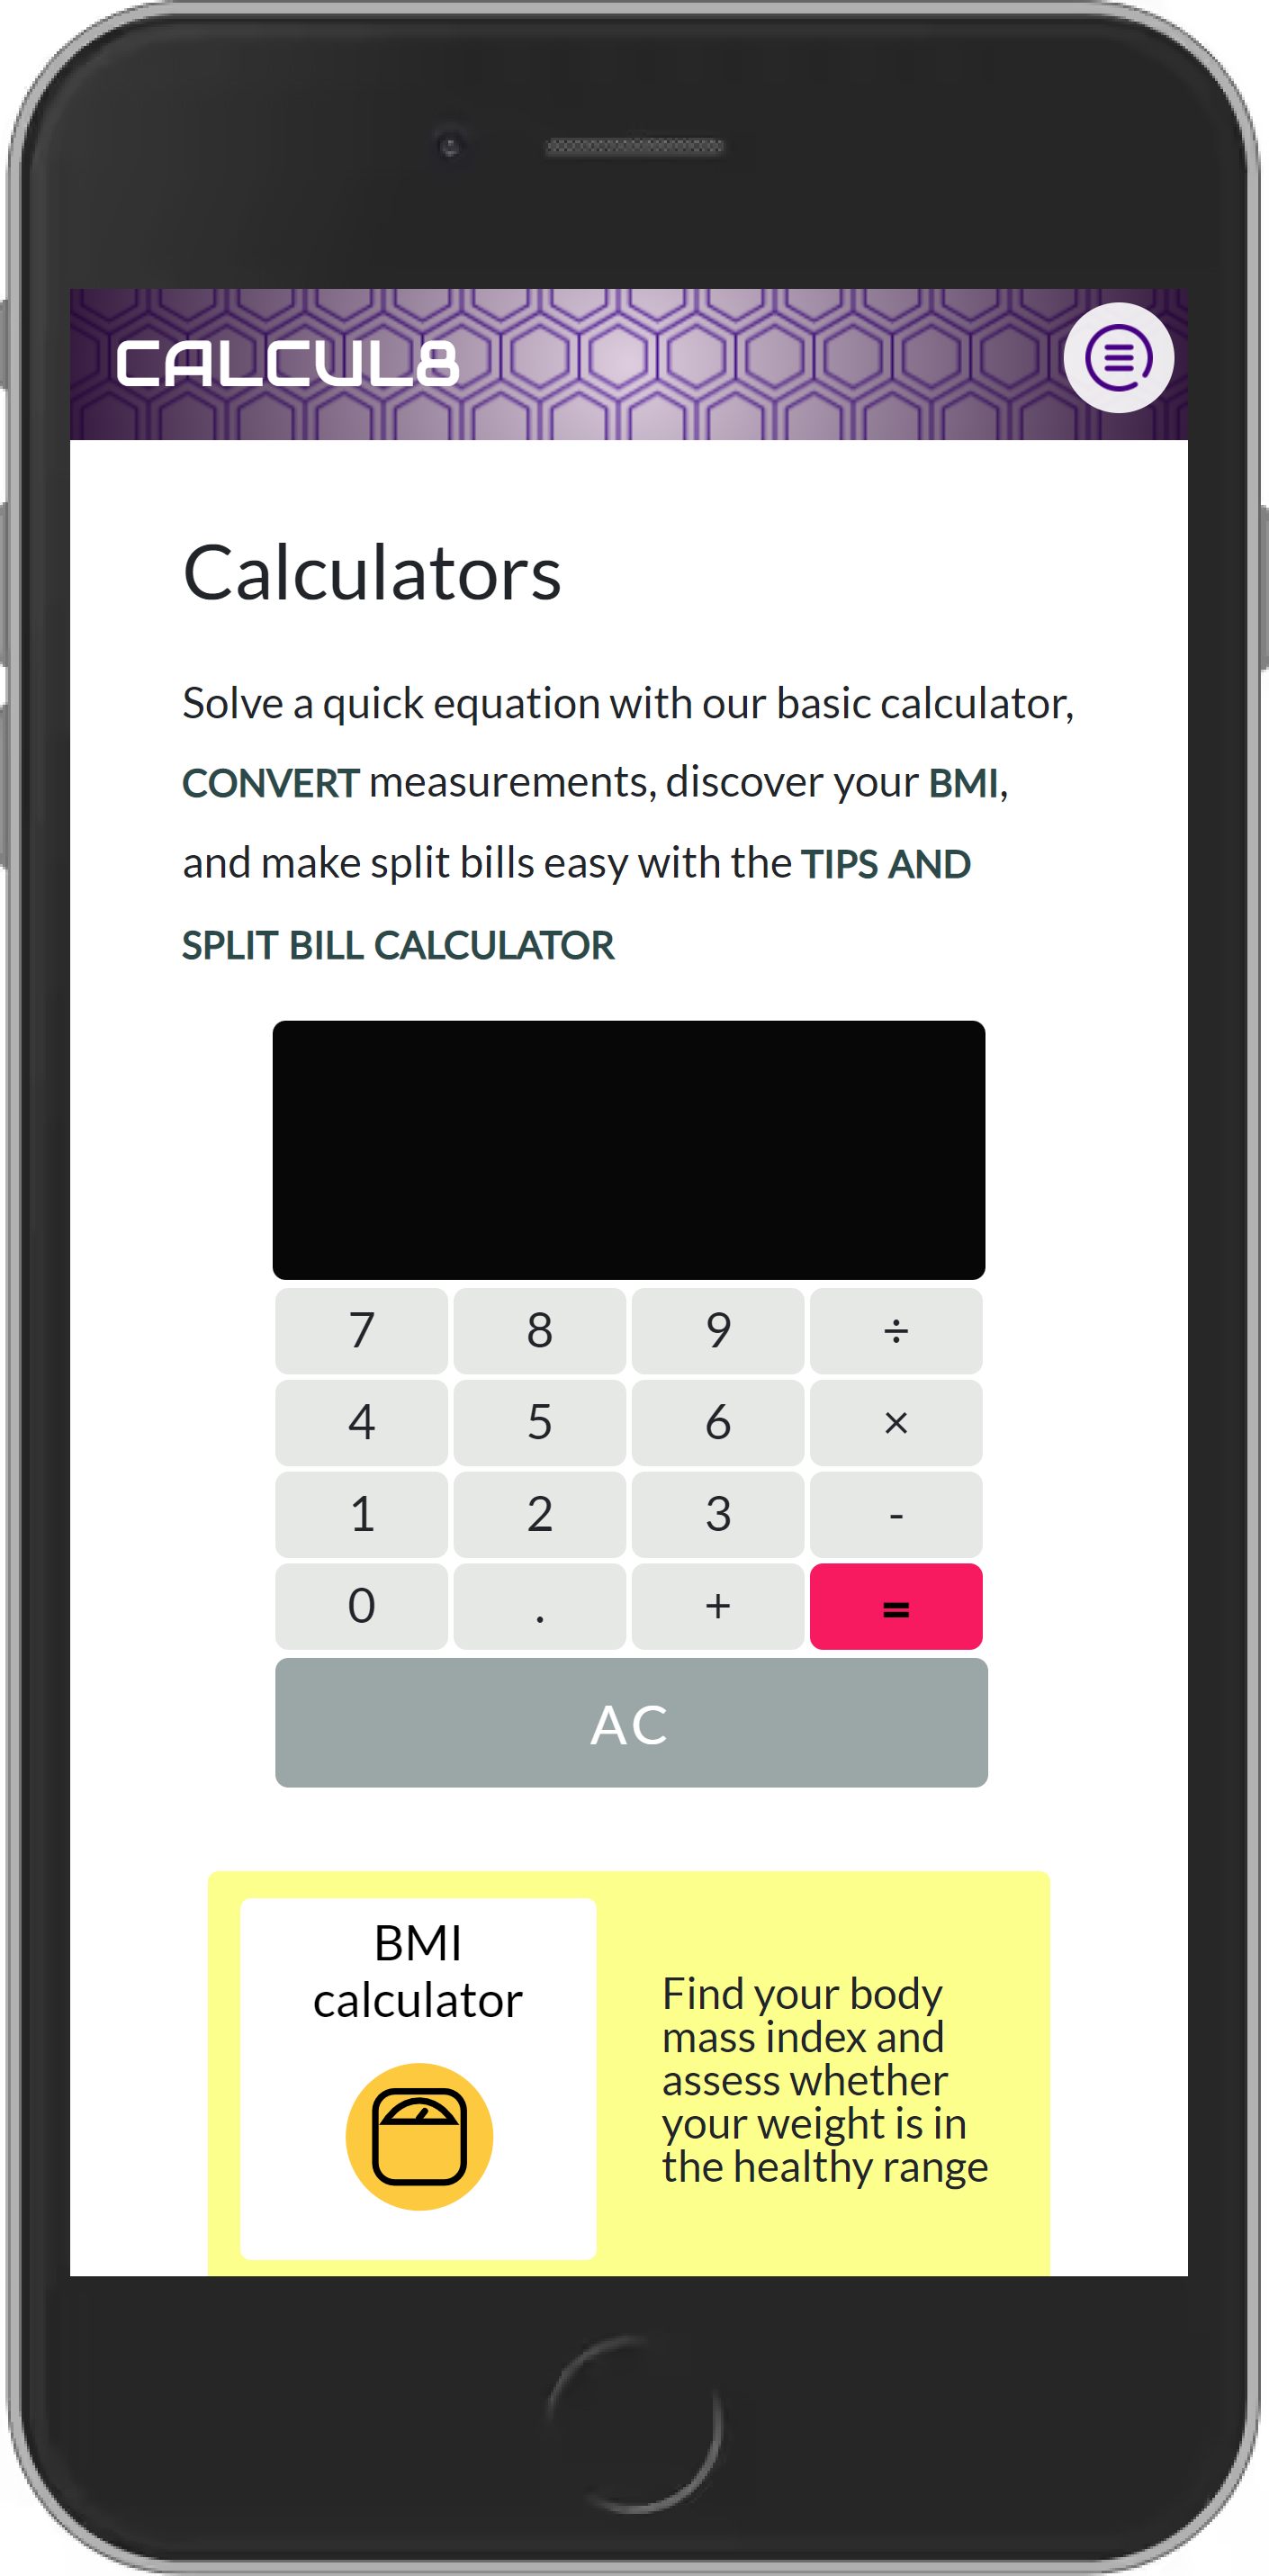 CALCUL8
Calculators
Solve a quick equation with our basic calculator,
CONVERT measurements, discover your BMI,
and make split bills easy with the TIPS AND
SPLIT BILL CALCULATOR
7 8 9 ÷
4 5 6 ×
1 2 3 -
0 . + =
AC
BMI
calculator
Find your body
mass index and
assess whether
your weight is in
the healthy range